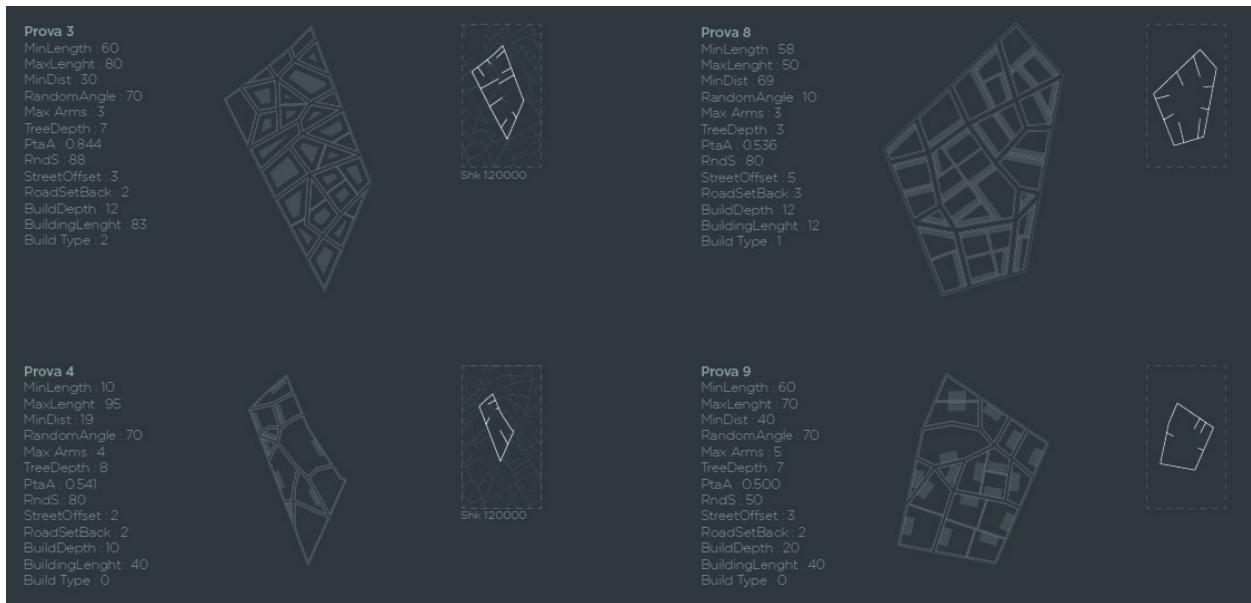 Prova 3
MinLength : 60
MaxLenght : 80
MinDist : 30
RandomAngle : 70
Max Arms : 3
TreeDepth : 7
PtaA : 0.844
RndS : 88
StreetOffset : 3
RoadSetBack : 2
BuildDepth : 12
BuildingLenght : 83
Build Type : 2
Shk 1:20000
Prova 8
MinLength : 58
MaxLenght : 50
MinDist : 69
RandomAngle : 10
Max Arms : 3
TreeDepth : 3
PtaA : 0.536
RndS : 80
StreetOffset : 5
RoadSetBack :3
BuildDepth : 12
BuildingLenght : 12
Build Type : 1
Prova 4
MinLength : 10
MaxLenght : 95
MinDist : 19
RandomAngle : 70
Max Arms : 4
TreeDepth : 8
PtaA : 0.541
RndS : 80
StreetOffset : 2
RoadSetBack : 2
BuildDepth : 10
BuildingLenght : 40
Build Type : 0
Shk 1:20000
Prova 9
MinLength : 60
MaxLenght : 70
MinDist : 40
RandomAngle : 70
Max Arms : 5
TreeDepth : 7
PtaA : 0.500
RndS : 50
StreetOffset : 3
RoadSetBack : 2
BuildDepth : 20
BuildingLenght : 40
Build Type : 0